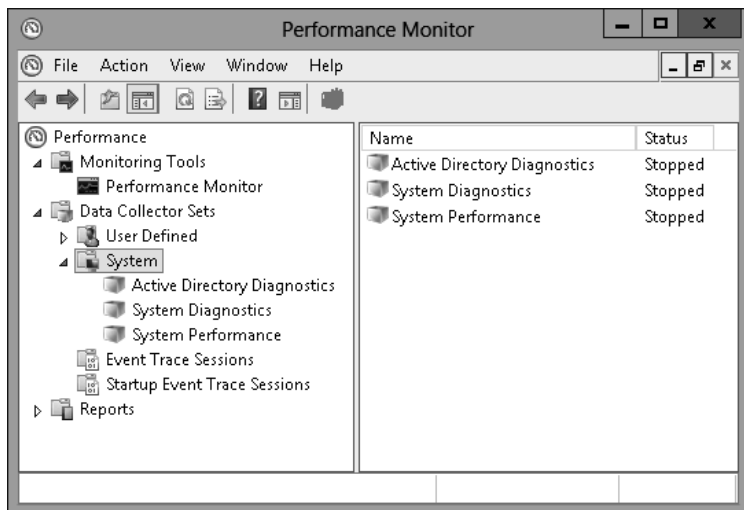 Performance Monitor
File Action View Window Help
Performance
Monitoring Tools
Performance Monitor
Data Collector Sets
User Defined
System
Active Directory Diagnostics
System Diagnostics
System Performance
Event Trace Sessions
Startup Event Trace Sessions
Reports
Name Status
Active Directory Diagnostics Stopped
System Diagnostics Stopped
System Performance Stopped